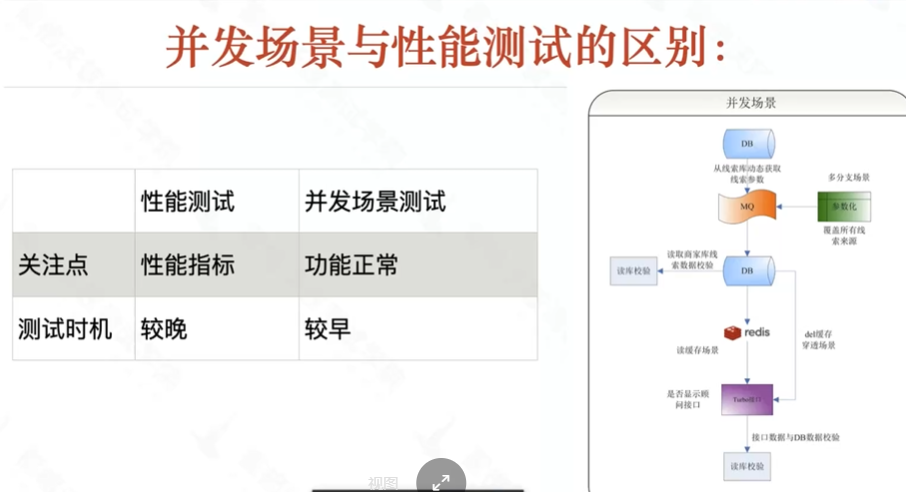 并发场景与性能测试的区别：
性能测试
并发场景测试
关注点
性能指标
功能正常
测试时机
较晚
较早
并发场景
DB
从线索库动态获取
线索参数
多分支场景
MQ
参数化
覆盖所有线
索来源
读取商家库线
索数据校验
读库校验
DB
redis
del缓存
穿透场景
读缓存场景
是否显示顾
问接口
Turbo接口
接口数据与DB数据校验
读库校验
视图